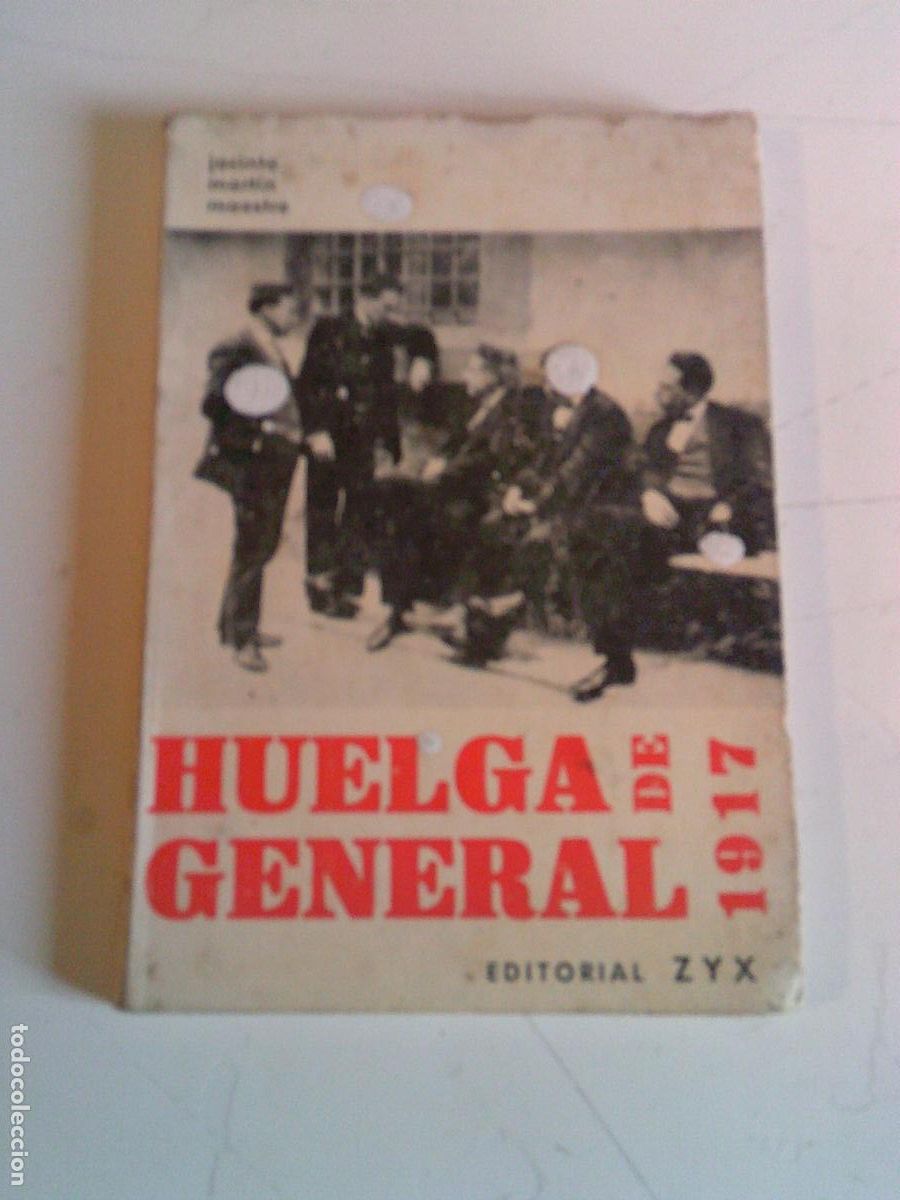 jacinto
martín
maestre
HUELGA DE
GENERAL 1917
EDITORIAL ZYX
todocoleccion